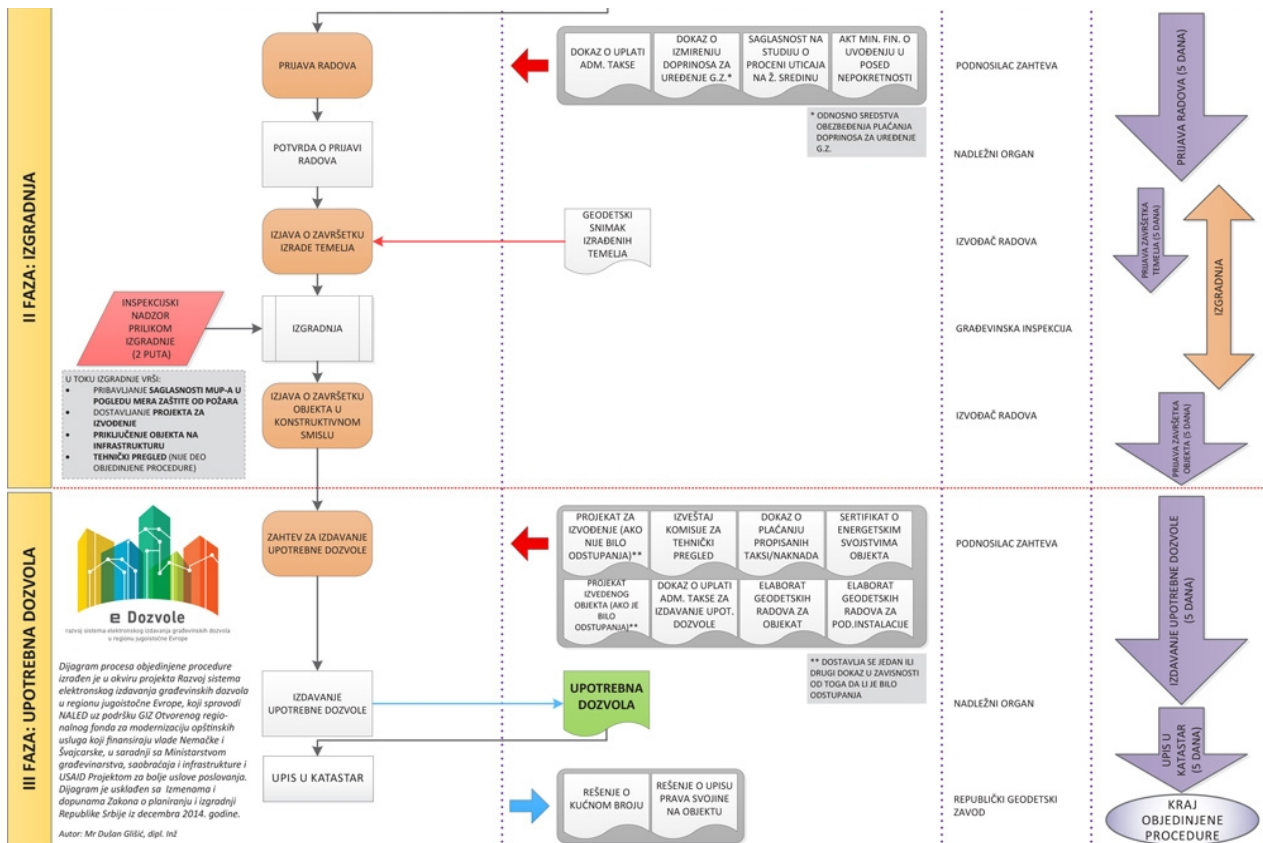 II FAZA: IZGRADNJA
PRIJAVA RADOVA
DOKAZ O UPLATI
ADM. TAKSE
DOKAZ O
IZMIRENJU
DOPRINOSA ZA
UREĐENJE G.Z.*
SAGLASNOST NA
STUDIJU O
PROCENI UTICAJA
NA Ž. SREDINU
AKT MIN. FIN. O
UVOĐENJU U
POSED
NEPOKRETNOSTI
PODNOSILAC ZAHTEVA
PRIJAVA RADOVA (5 DANA)
* ODNOSNO SREDSTVA
OBEZBEĐENJA PLAĆANJA
DOPRINOSA ZA UREĐENJE
G.Z.
POTVRDA O PRIJAVI
RADOVA
NADLEŽNI ORGAN
IZJAVA O ZAVRŠETKU
IZRADE TEMELJA
GEODETSKI
SNIMAK
IZRAĐENIH
TEMELJA
IZVOĐAČ RADOVA
PRIJAVA ZAVRŠETKA
TEMELJA (5 DANA)
IZGRADNJA
INSPEKCIJSKI
NADZOR
PRILIKOM
IZGRADNJE
(2 PUTA)
IZGRADNJA
GRAĐEVINSKA INSPEKCIJA
U TOKU IZGRADNJE VRŠI:
• PRIBAVLJANJE SAGLASNOSTI MUP-A U
POGLEDU MERA ZAŠTITE OD POŽARA
• DOSTAVLJANJE PROJEKTA ZA
IZVOĐENJE
• PRIKLJUČENJE OBJEKTA NA
INFRASTRUKTURU
• TEHNIČKI PREGLED (NIJE DEO
OBJEDINJENE PROCEDURE)
IZJAVA O ZAVRŠETKU
OBJEKTA U
KONSTRUKTIVNOM
SMISLU
IZVOĐAČ RADOVA
PRIJAVA ZAVRŠETKA
OBJEKTA (5 DANA)
III FAZA: UPOTREBNA DOZVOLA
e Dozvole
razvoj sistema elektronskog izdavanja građevinskih dozvola
u regionu jugoistočne Evrope
ZAHTEV ZA IZDAVANJE
UPOTREBNE DOZVOLE
PROJEKAT ZA
IZVOĐENJE (AKO
NIJE BILO
ODSTUPANJA)**
IZVEŠTAJ
KOMISIJE ZA
TEHNIČKI
PREGLED
DOKAZ O
PLAĆANJU
PROPISANIH
TAKSI/NAKNADA
SERTIFIKAT O
ENERGETSKIM
SVOJSTVIMA
OBJEKTA
PROJEKAT
IZVEDENOG
OBJEKTA (AKO JE
BILO
ODSTUPANJA)**
DOKAZ O UPLATI
ADM. TAKSE ZA
IZDAVANJE UPOT.
DOZVOLE
ELABORAT
GEODETSKIH
RADOVA ZA
OBJEKAT
ELABORAT
GEODETSKIH
RADOVA ZA
POD.INSTALACIJE
PODNOSILAC ZAHTEVA
IZDAVANJE UPOTREBNE DOZVOLE
(5 DANA)
** DOSTAVLJA SE JEDAN ILI
DRUGI DOKAZ U ZAVISNOSTI
OD TOGA DA LI JE BILO
ODSTUPANJA
Dijagram procesa objedinjene procedure
izrađen je u okviru projekta Razvoj sistema
elektronskog izdavanja građevinskih dozvola
u regionu jugoistočne Evrope, koji sprovodi
NALED uz podršku GIZ Otvorenog regio-
nalnog fonda za modernizaciju opštinskih
usluga koji finansiraju vlade Nemačke i
Švajcarske, u saradnji sa Ministarstvom
građevinarstva, saobraćaja i infrastrukture i
USAID Projektom za bolje uslove poslovanja.
Dijagram je usklađen sa Izmenama i
dopunama Zakona o planiranju i izgradnji
Republike Srbije iz decembra 2014. godine.
Autor: Mr Dušan Glišić, dipl. Inž
IZDAVANJE
UPOTREBNE DOZVOLE
UPOTREBNA
DOZVOLA
NADLEŽNI ORGAN
UPIS U KATASTAR
UPIS U
KATASTAR
(5 DANA)
REŠENJE O
KUĆNOM BROJU
REŠENJE O UPISU
PRAVA SVOJINE
NA OBJEKTU
REPUBLIČKI GEODETSKI
ZAVOD
KRAJ
OBJEDINJENE
PROCEDURE